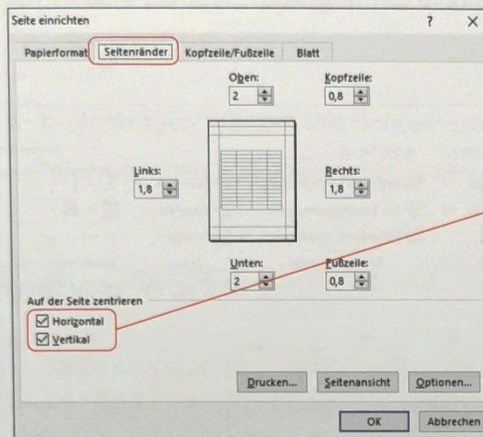 Seite einrichten ? ×
Papierformat Seitenränder Kopfzeile/Fußzeile Blatt
Oben: Kopfzeile:
2 0,8
Links: Rechts:
1,8 1,8
Unten: Fußzeile:
2 0,8
Auf der Seite zentrieren
Horizontal
Vertikal
Drucken... Seitenansicht Optionen...
OK Abbrechen